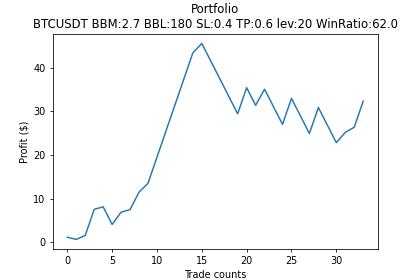 Portfolio
BTCUSDT BBM:2.7 BBL:180 SL:0.4 TP:0.6 lev:20 WinRatio:62.0
40
30
20
10
0
Profit ($)
0 5 10 15 20 25 30
Trade counts